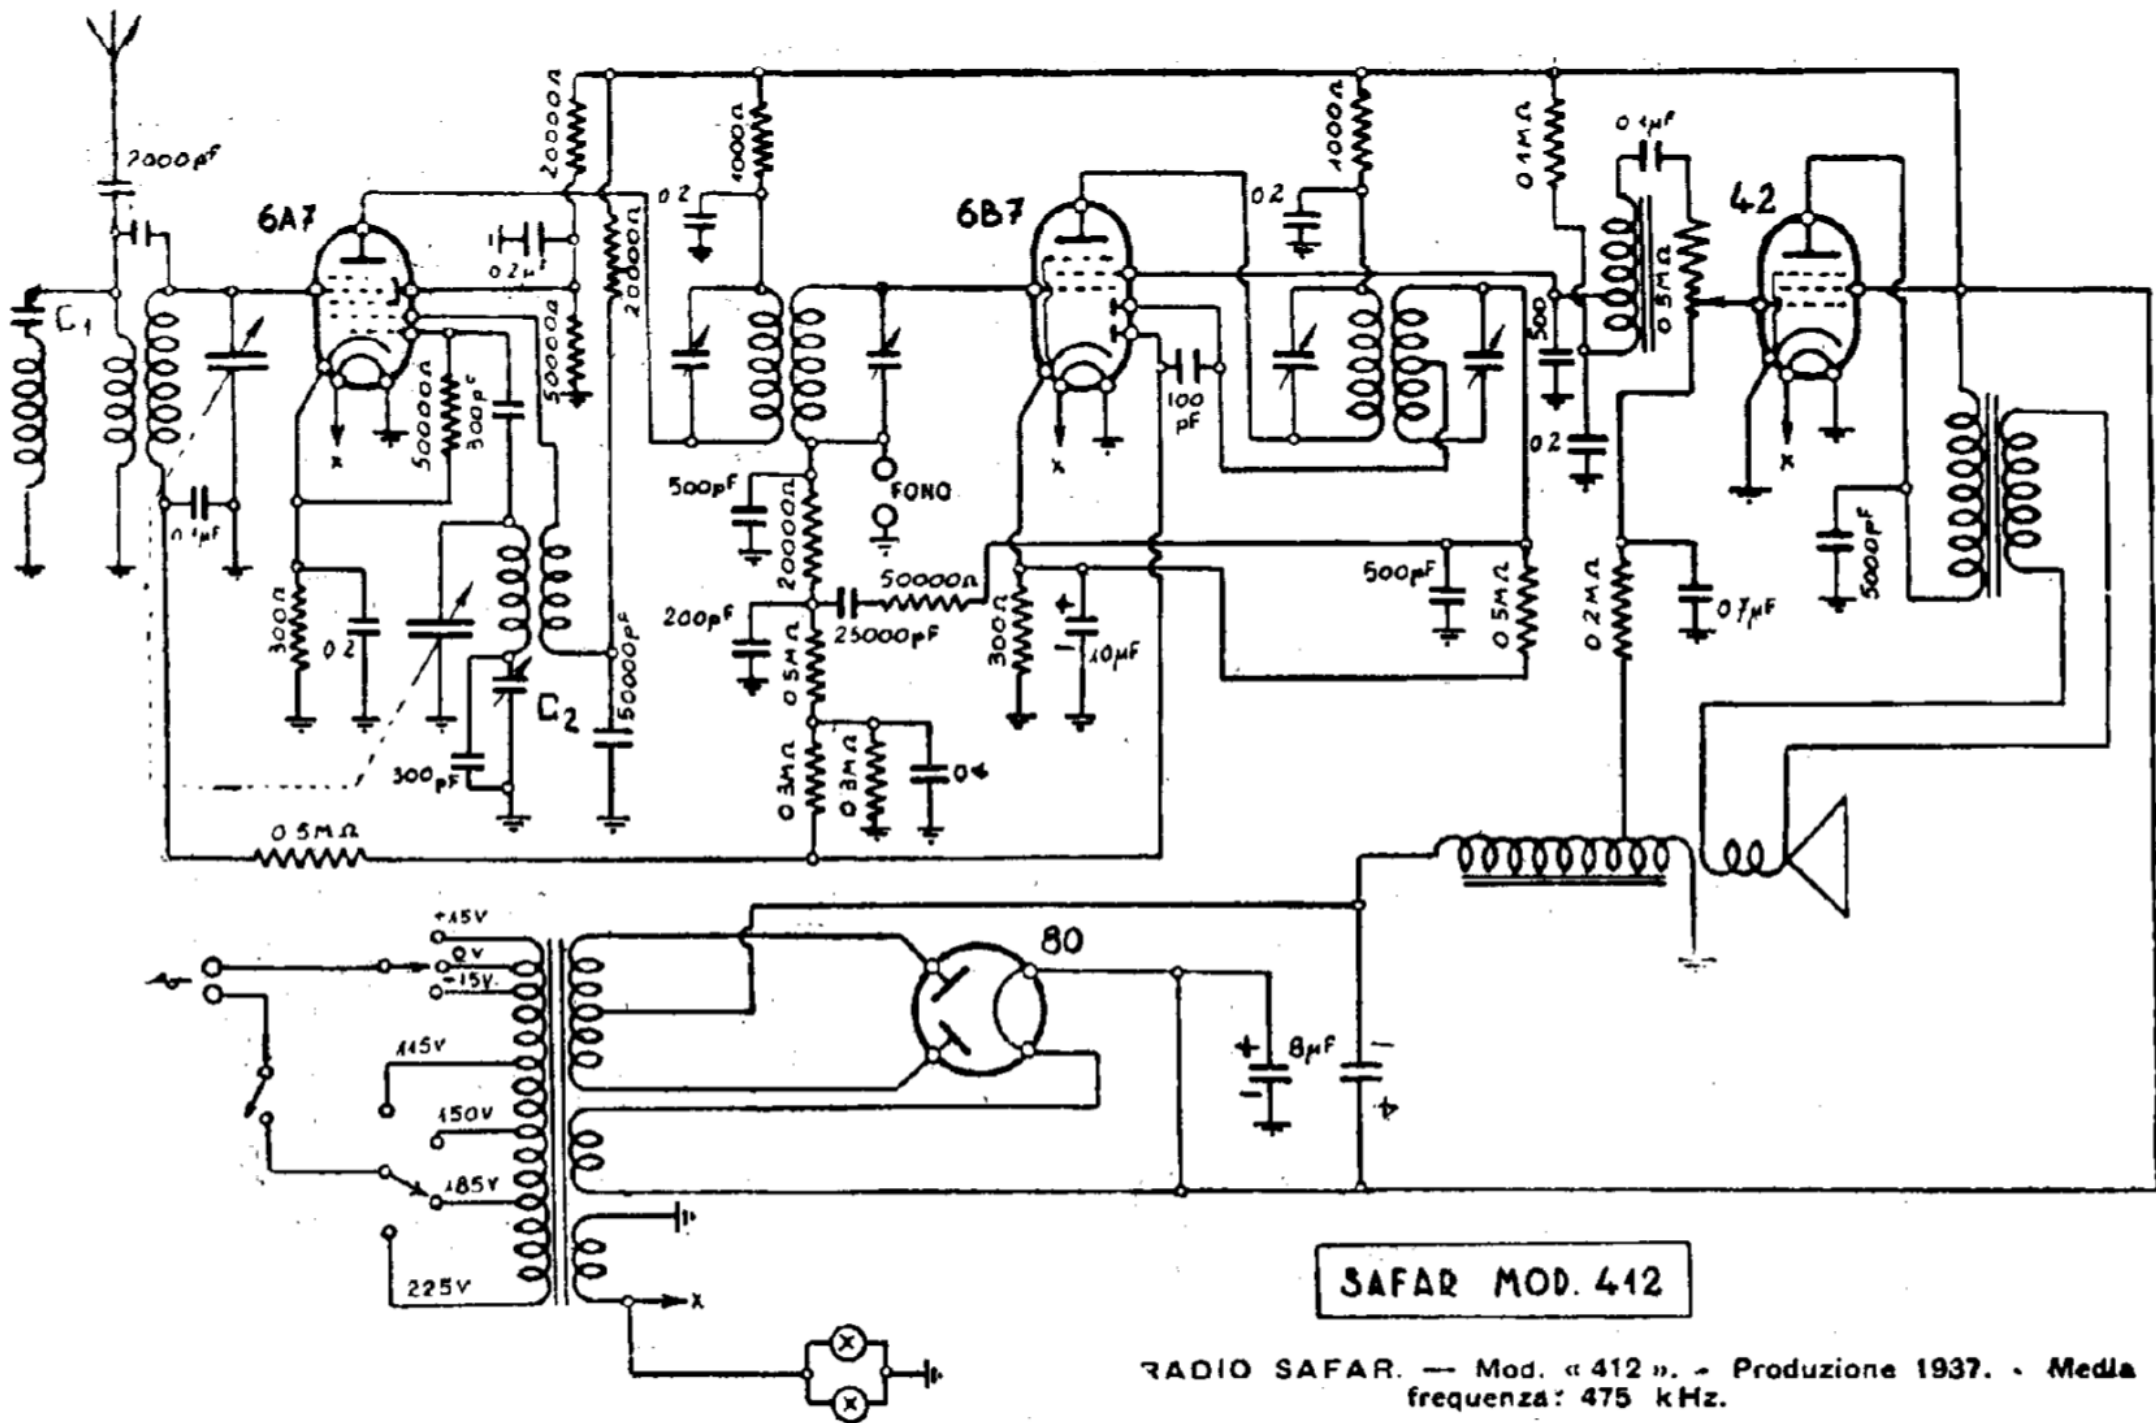 2000pF
6A7
20000Ω
20000Ω
0.2µF
50000Ω
0 2
1000Ω
6B7
0 2
1000Ω
0 1MΩ
0 1µF
0 5MΩ
42
C1
50000Ω
300pF
x
500pF
FONO
20000Ω
x
100
pF
500
0 2
x
5000pF
0.1µF
300Ω
0 2
C2
50000pF
300pF
200pF
25000pF
50000Ω
0 5MΩ
300Ω
+
-
10µF
500pF
0 5MΩ
0 2MΩ
0 7µF
0 3MΩ
0 3MΩ
0 5MΩ
+15V
0V
-15V.
115V
150V
185V
225V
80
+
8µF
-
-
+
x
x
x
SAFAR MOD. 412
RADIO SAFAR. — Mod. « 412 ». - Produzione 1937. - Media
frequenza: 475 kHz.